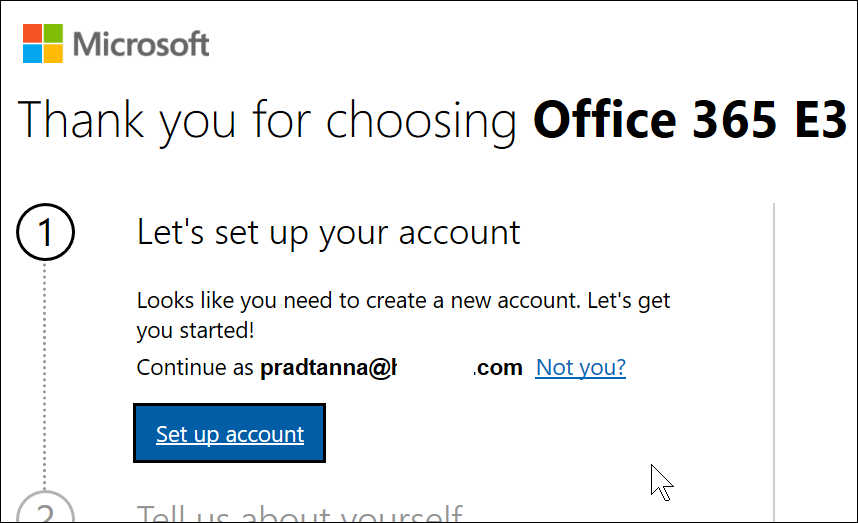 Microsoft
Thank you for choosing Office 365 E3
1
Let's set up your account
Looks like you need to create a new account. Let's get
you started!
Continue as pradtanna@h .com Not you?
Set up account
2
Tell us about yourself